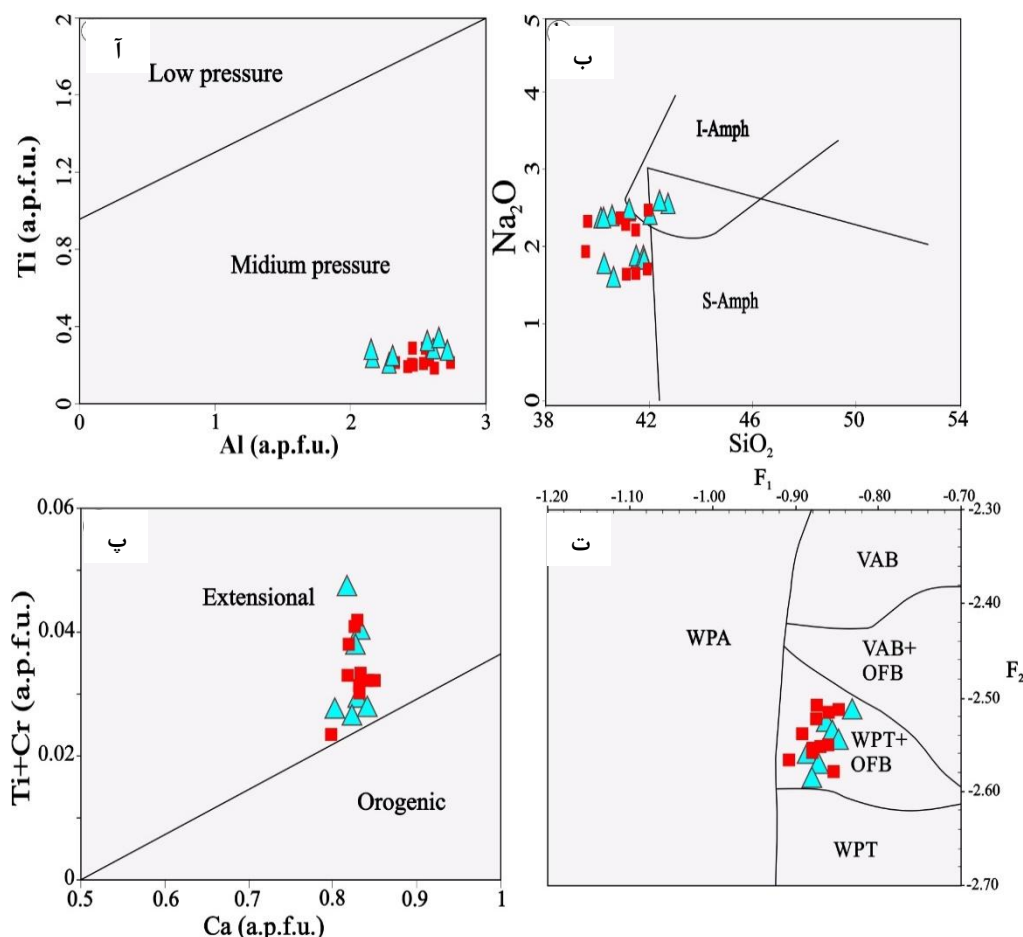 آ
Low pressure
Midium pressure
Ti (a.p.f.u.)
2
1.6
1.2
0.8
0.4
0
0
1
2
3
Al (a.p.f.u.)
ب
I-Amph
S-Amph
Na₂O
5
4
3
2
1
0
38
42
46
50
54
SiO₂
پ
Extensional
Orogenic
Ti+Cr (a.p.f.u.)
0.06
0.04
0.02
0
0.5
0.6
0.7
0.8
0.9
1
Ca (a.p.f.u.)
F₁
-1.20
-1.10
-1.00
-0.90
-0.80
-0.70
ت
VAB
WPA
VAB+
OFB
WPT+
OFB
WPT
-2.30
-2.40
-2.50
-2.60
-2.70
F₂